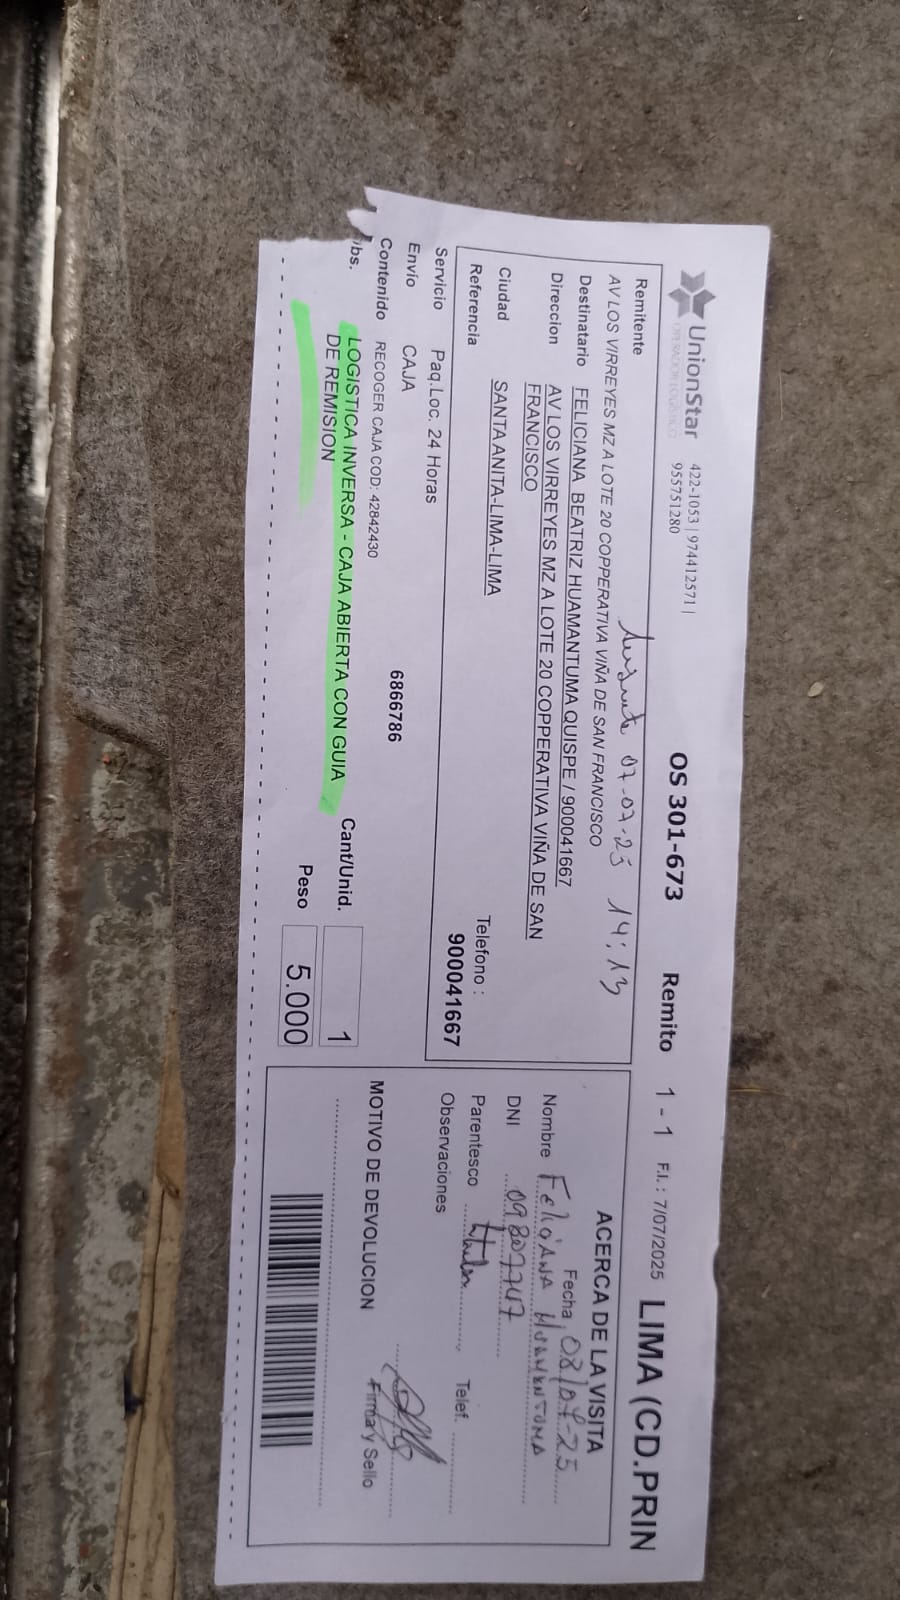 UnionStar
OPERADOR LOGISTICO
422-1053 | 974412571 |
955751280
OS 301-673
Remito 1 - 1
F.I. : 7/07/2025
LIMA (CD.PRIN
Remitente
07-07-25 14:13
AV LOS VIRREYES MZ A LOTE 20 COPPERATIVA VIÑA DE SAN FRANCISCO
Destinatario FELICIANA BEATRIZ HUAMANTUMA QUISPE / 900041667
Direccion AV LOS VIRREYES MZ A LOTE 20 COPPERATIVA VIÑA DE SAN
FRANCISCO
Ciudad SANTA ANITA-LIMA-LIMA
Referencia
Telefono :
900041667
Servicio Paq.Loc. 24 Horas
Envio CAJA
6866786
Contenido RECOGER CAJA COD: 42842430
Obs. LOGISTICA INVERSA - CAJA ABIERTA CON GUIA
DE REMISION
Cant/Unid. 1
Peso 5.000
ACERCA DE LA VISITA
Fecha 08/07-25
Nombre FeliciANA HuamANTUMA
DNI 09807747
Parentesco Titular
Telef.
Observaciones
Firma y Sello
MOTIVO DE DEVOLUCION